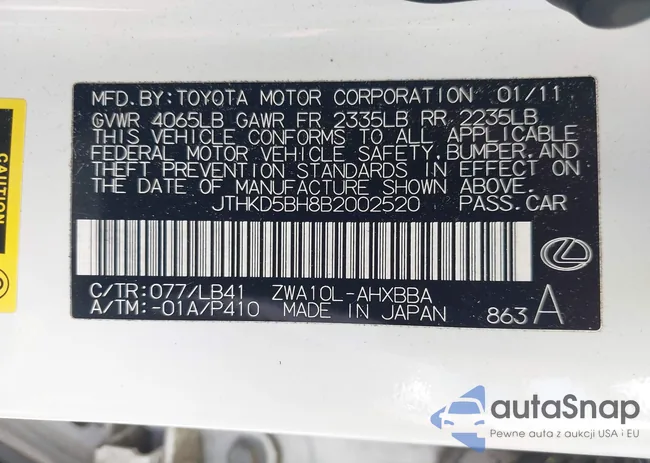 MFD.BY:TOYOTA MOTOR CORPORATION 01/11
GVWR 4065LB GAWR FR 2335LB RR 2235LB
THIS VEHICLE CONFORMS TO ALL APPLICABLE
FEDERAL MOTOR VEHICLE SAFETY,BUMPER,AND
THEFT PREVENTION STANDARDS IN EFFECT ON
THE DATE OF MANUFACTURE SHOWN ABOVE.
JTHKD5BH8B2002520 PASS.CAR
C/TR:077/LB41 ZWA10L-AHXBBA
A/TM:-01A/P410 MADE IN JAPAN 863 A
CAUTION
autaSnap
Pewne auta z aukcji USA i EU